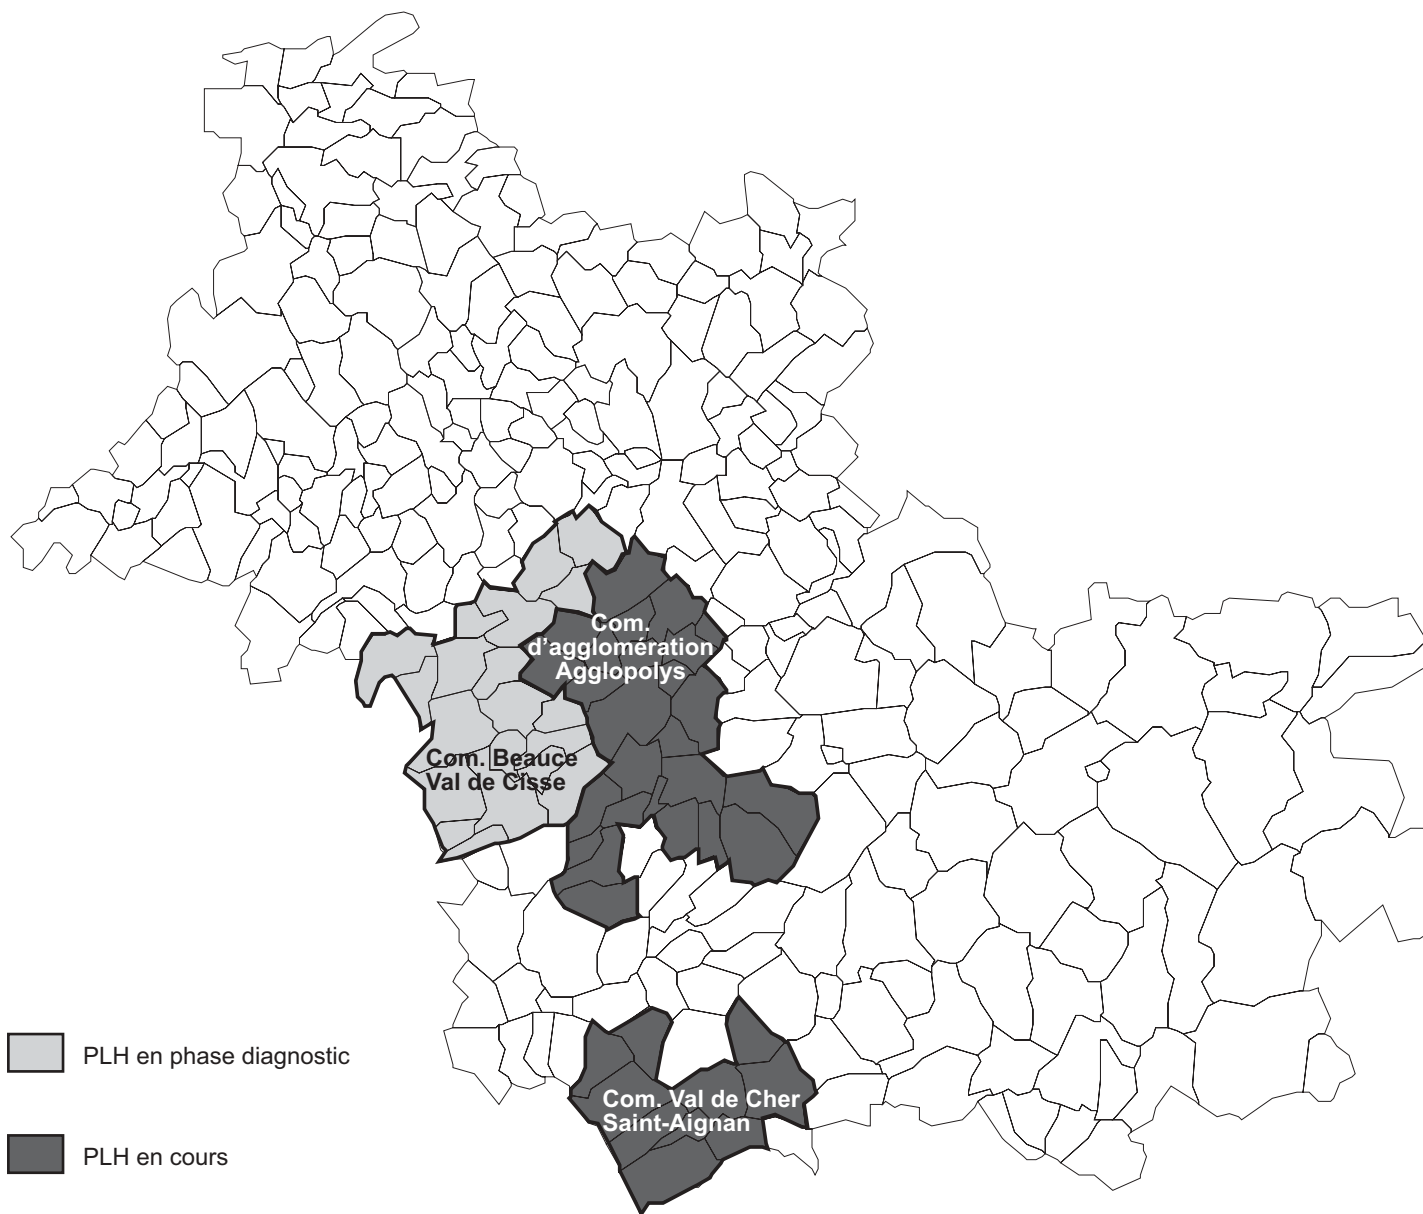 Com.
d'agglomération
Agglopolys
Com. Beauce
Val de Cisse
PLH en phase diagnostic
Com. Val de Cher
Saint-Aignan
PLH en cours